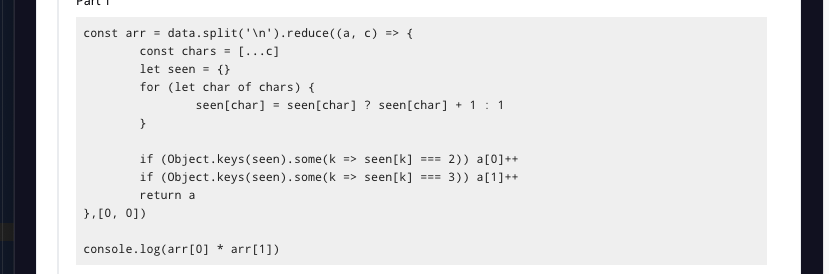 Part 1
const arr = data.split('\n').reduce((a, c) => {
        const chars = [...c]
        let seen = {}
        for (let char of chars) {
                seen[char] = seen[char] ? seen[char] + 1 : 1
        }

        if (Object.keys(seen).some(k => seen[k] === 2)) a[0]++
        if (Object.keys(seen).some(k => seen[k] === 3)) a[1]++
        return a
},[0, 0])

console.log(arr[0] * arr[1])